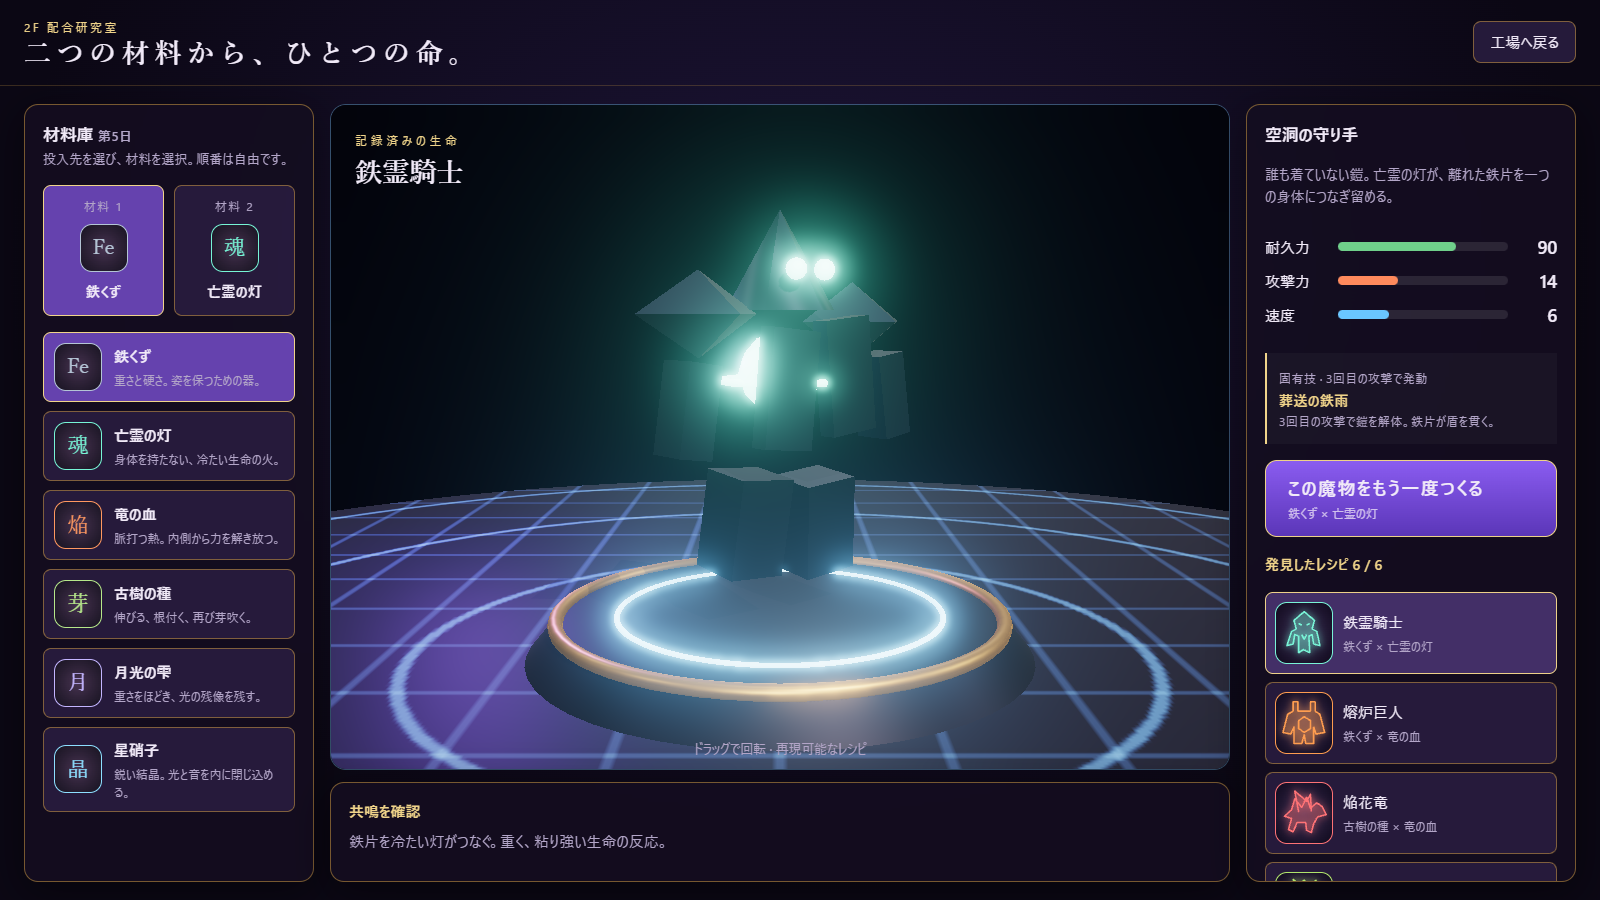 2F 配合研究室
二つの材料から、ひとつの命。
工場へ戻る
材料庫 第5日
投入先を選び、材料を選択。順番は自由です。
材料 1
Fe
鉄くず
材料 2
魂
亡霊の灯
Fe
鉄くず
重さと硬さ。姿を保つための器。
魂
亡霊の灯
身体を持たない、冷たい生命の火。
焔
竜の血
脈打つ熱。内側から力を解き放つ。
芽
古樹の種
伸びる、根付く、再び芽吹く。
月
月光の雫
重さをほどき、光の残像を残す。
晶
星硝子
鋭い結晶。光と音を内に閉じ込め
る。
記録済みの生命
鉄霊騎士
ドラッグで回転・再現可能なレシピ
共鳴を確認
鉄片を冷たい灯がつなぐ。重く、粘り強い生命の反応。
空洞の守り手
誰も着ていない鎧。亡霊の灯が、離れた鉄片を一つ
の身体につなぎ留める。
耐久力 90
攻撃力 14
速度 6
固有技・3回目の攻撃で発動
葬送の鉄雨
3回目の攻撃で鎧を解体。鉄片が盾を貫く。
この魔物をもう一度つくる
鉄くず × 亡霊の灯
発見したレシピ 6 / 6
鉄霊騎士
鉄くず × 亡霊の灯
熔炉巨人
鉄くず × 竜の血
焔花竜
古樹の種 × 竜の血